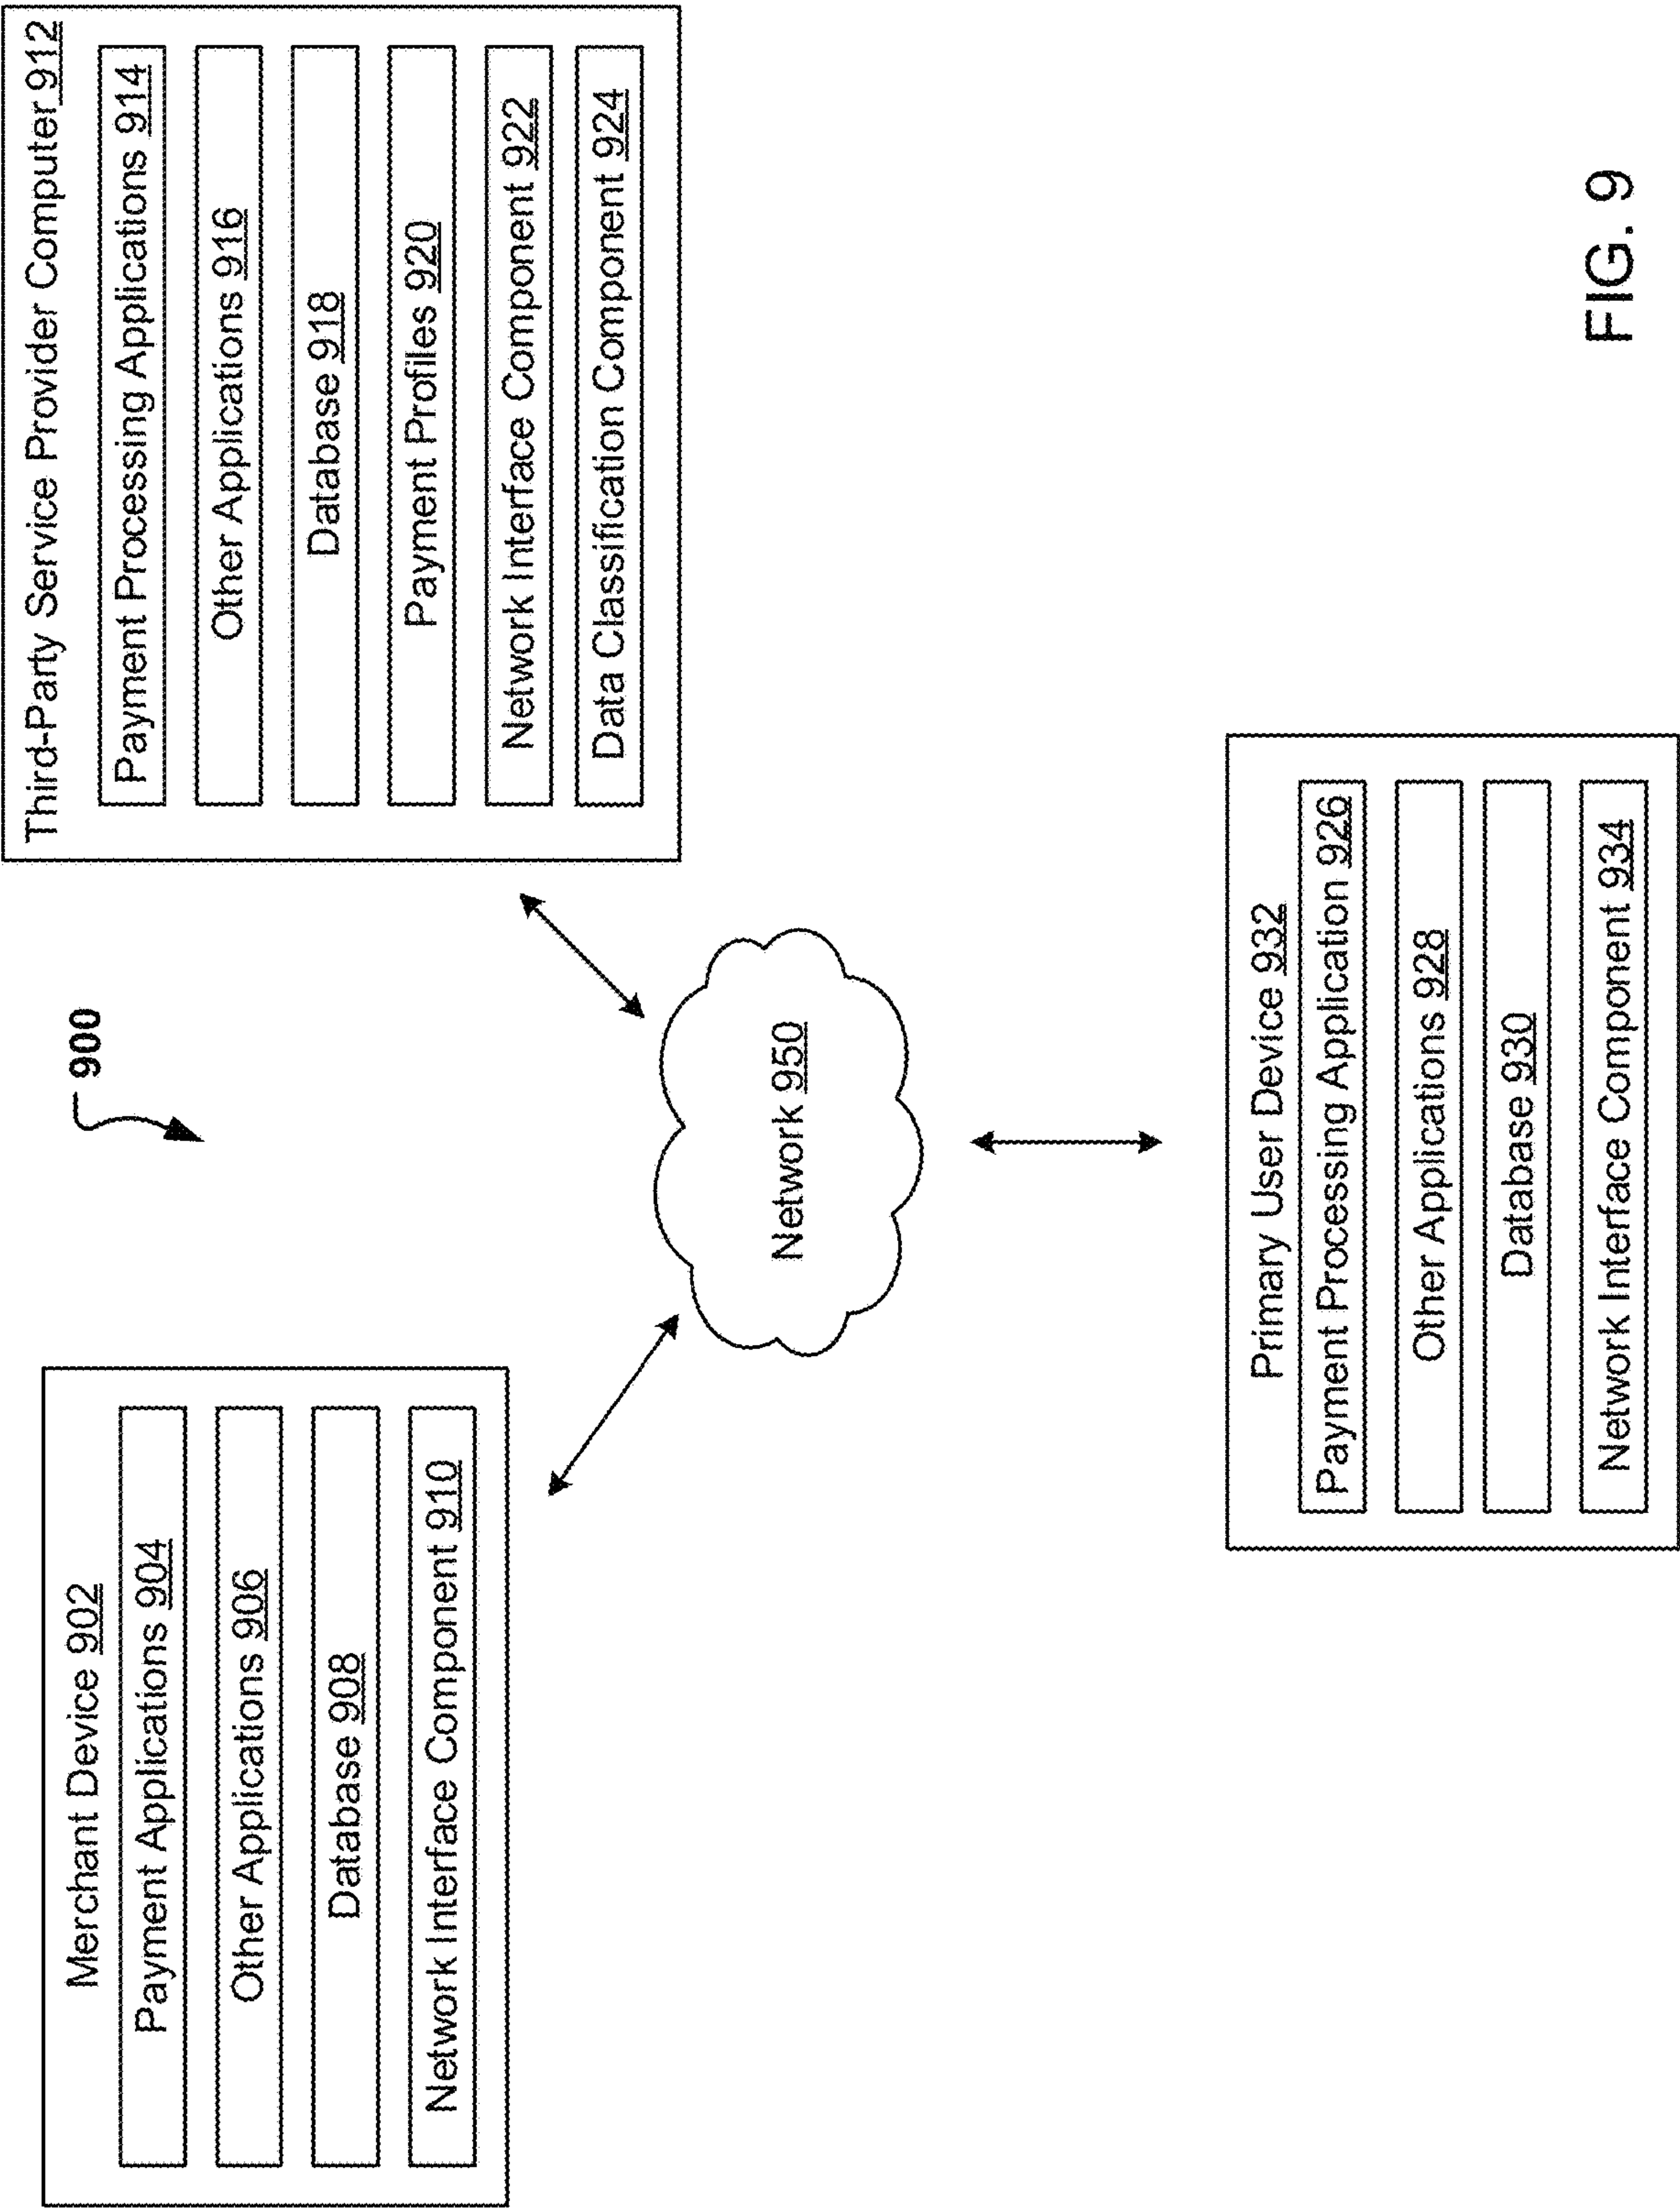 900
Merchant Device 902
Payment Applications 904
Other Applications 906
Database 908
Network Interface Component 910
Third-Party Service Provider Computer 912
Payment Processing Applications 914
Other Applications 916
Database 918
Payment Profiles 920
Network Interface Component 922
Data Classification Component 924
Network 950
Primary User Device 932
Payment Processing Application 926
Other Applications 928
Database 930
Network Interface Component 934
FIG. 9